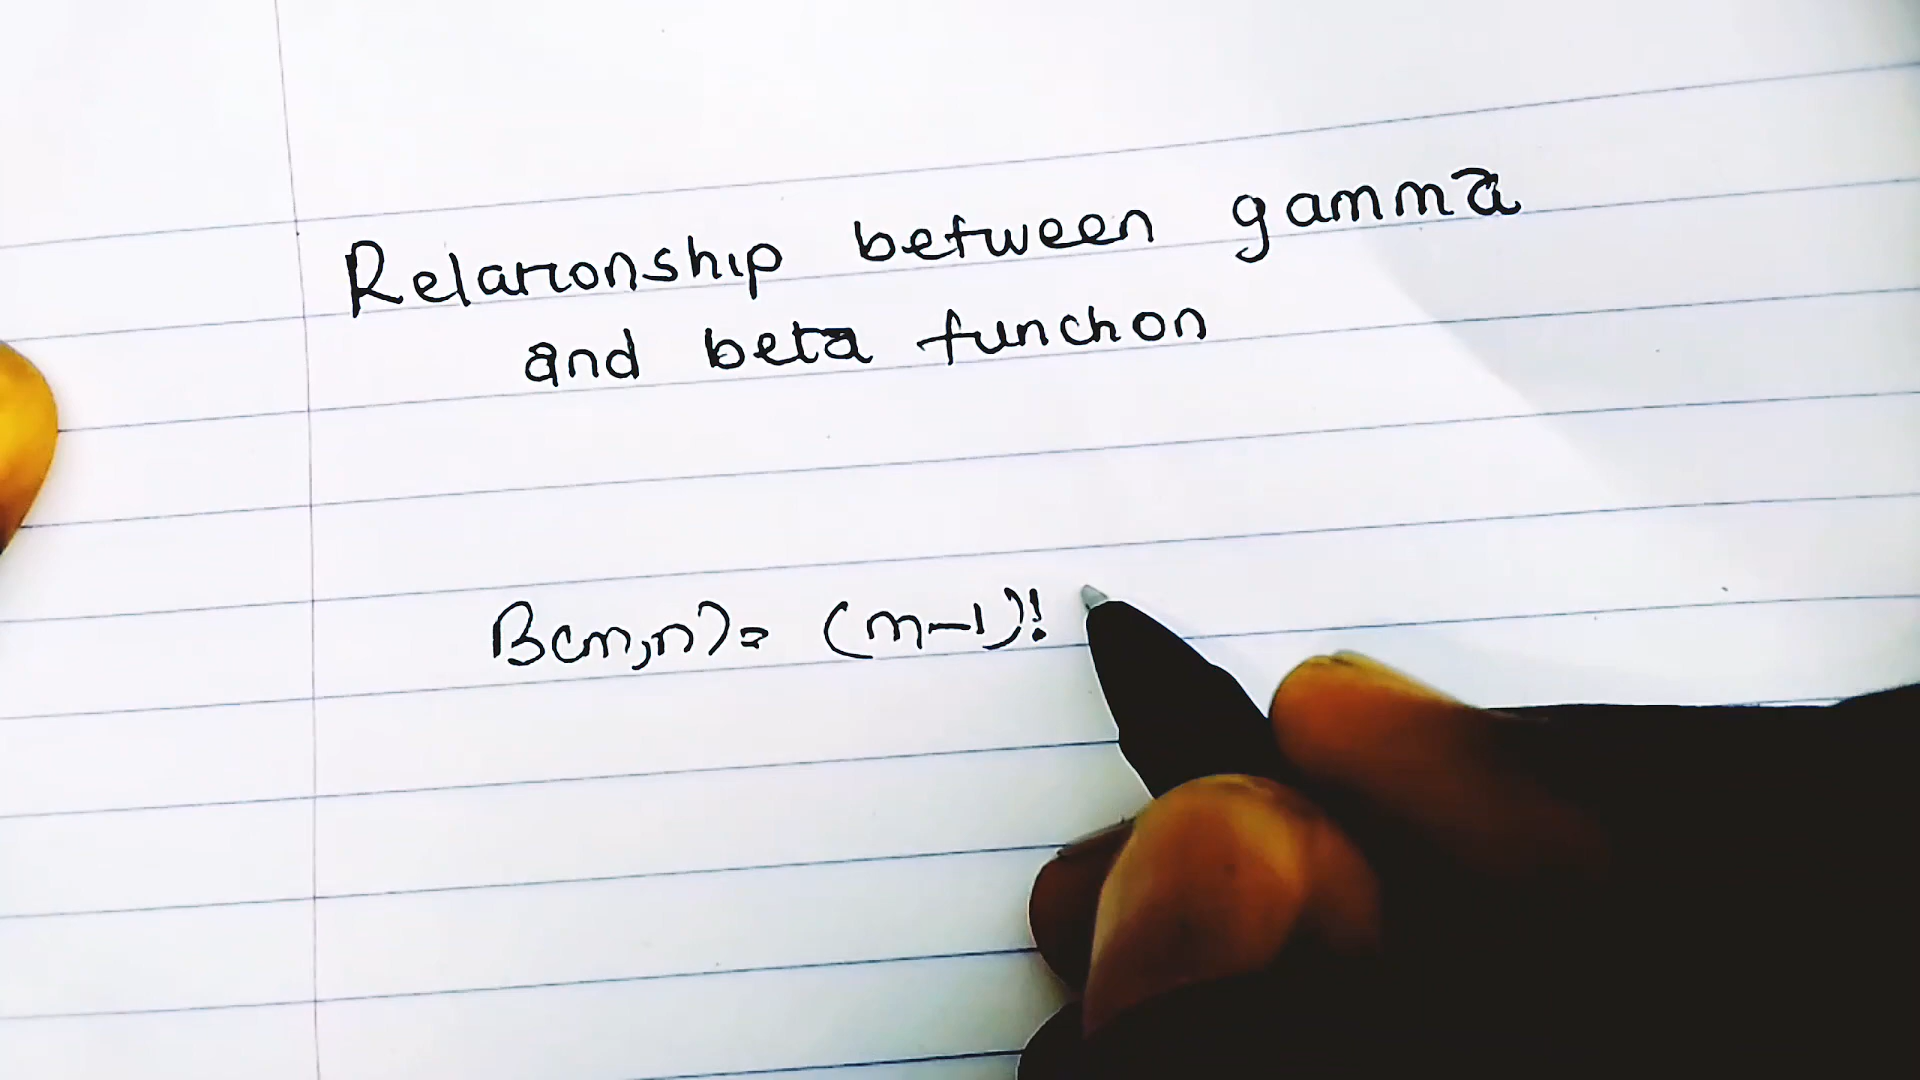 Relationship between gamma
and beta function
B(m,n) = (m-1)!